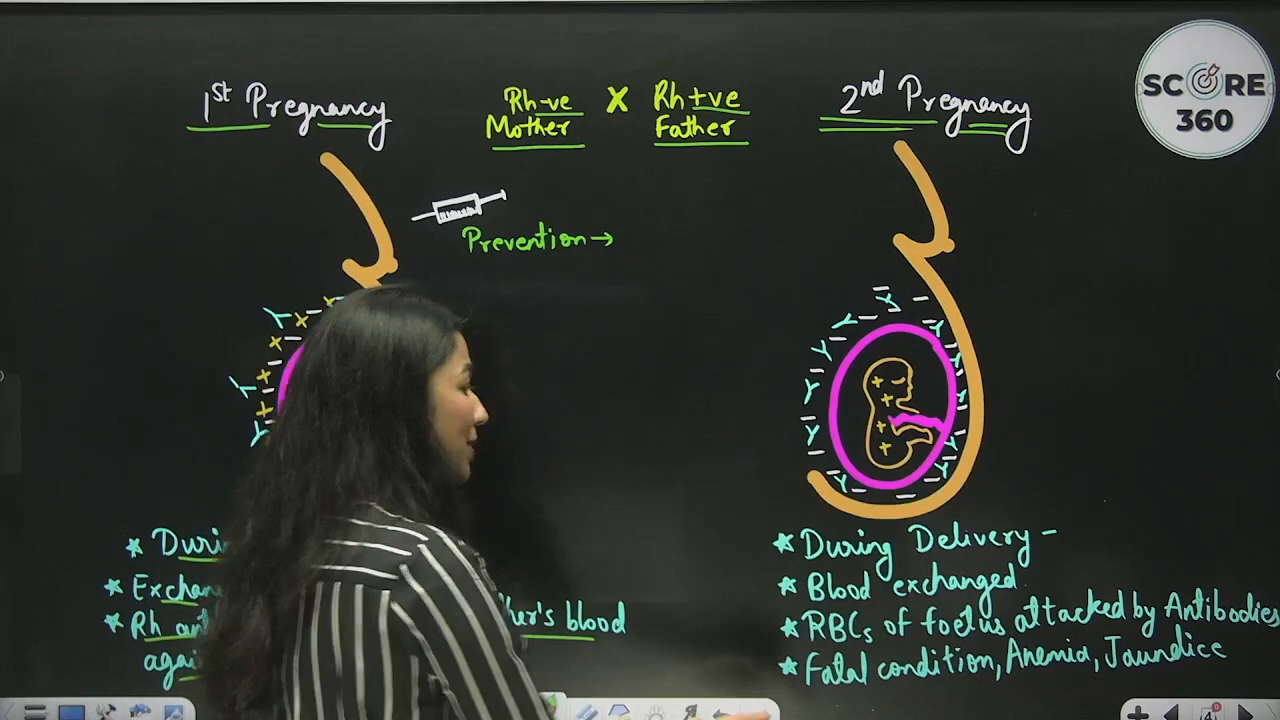 1st Pregnancy
Rh-ve X Rh+ve
Mother Father
2nd Pregnancy
SCORE
360
Prevention →
* Duri
* Exchan
* Rh ant her's blood
agai
* During Delivery -
* Blood exchanged.
* RBCs of foetus attacked by Antibodies
* Fatal condition, Anemia, Jaundice